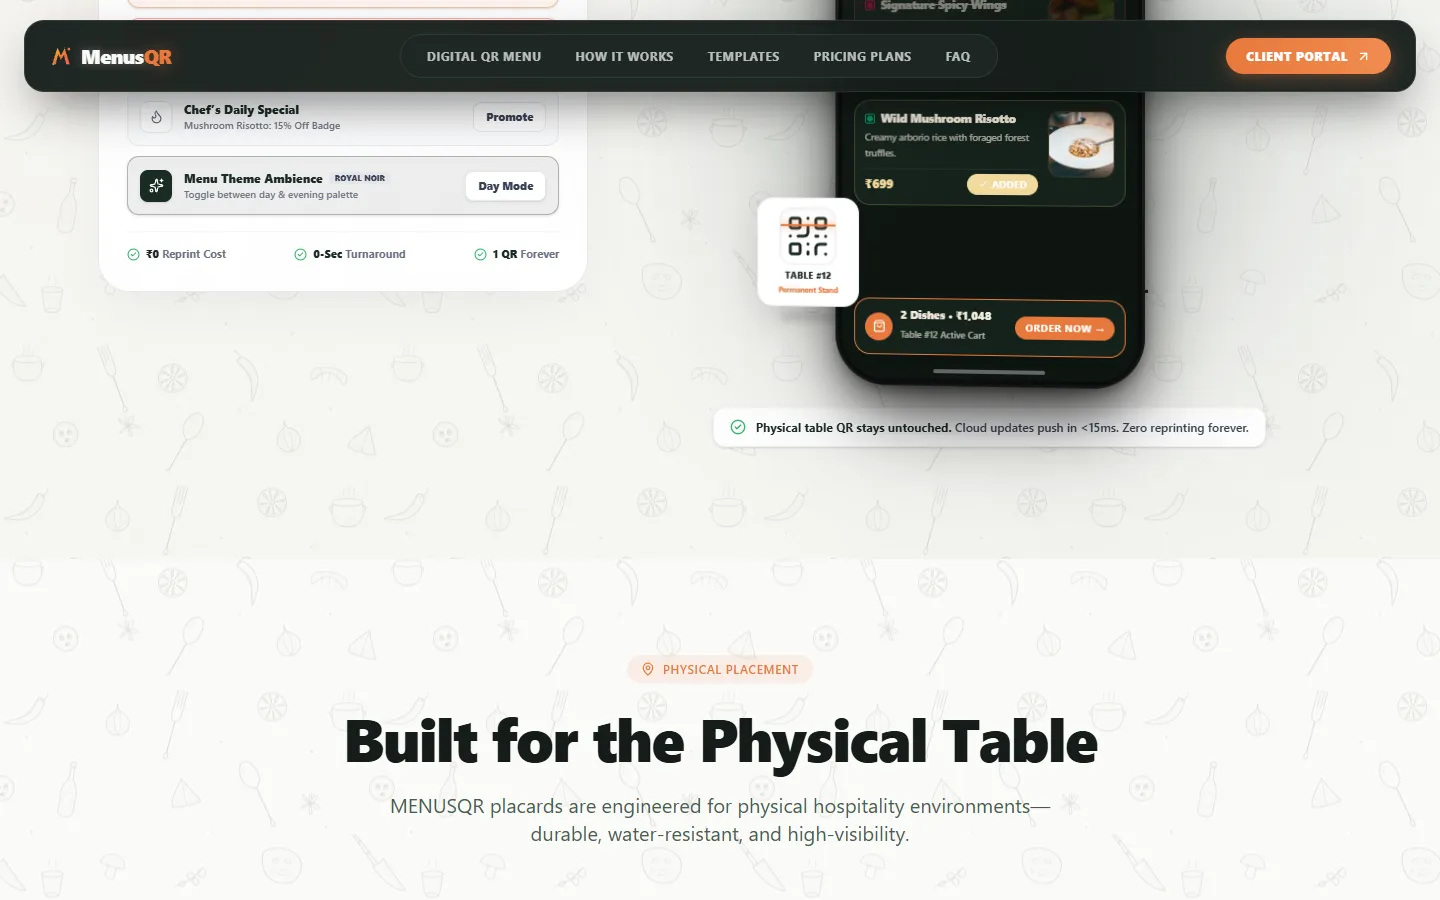 Signature Spicy Wings
MenusQR
DIGITAL QR MENU
HOW IT WORKS
TEMPLATES
PRICING PLANS
FAQ
CLIENT PORTAL
Chef's Daily Special
Mushroom Risotto: 15% Off Badge
Promote
Menu Theme Ambience
ROYAL NOIR
Toggle between day & evening palette
Day Mode
₹0 Reprint Cost
0-Sec Turnaround
1 QR Forever
Wild Mushroom Risotto
Creamy arborio rice with foraged forest
truffles.
₹699
✓ ADDED
TABLE #12
Permanent Stand
2 Dishes • ₹1,048
Table #12 Active Cart
ORDER NOW →
Physical table QR stays untouched. Cloud updates push in <15ms. Zero reprinting forever.
PHYSICAL PLACEMENT
Built for the Physical Table
MENUSQR placards are engineered for physical hospitality environments—
durable, water-resistant, and high-visibility.